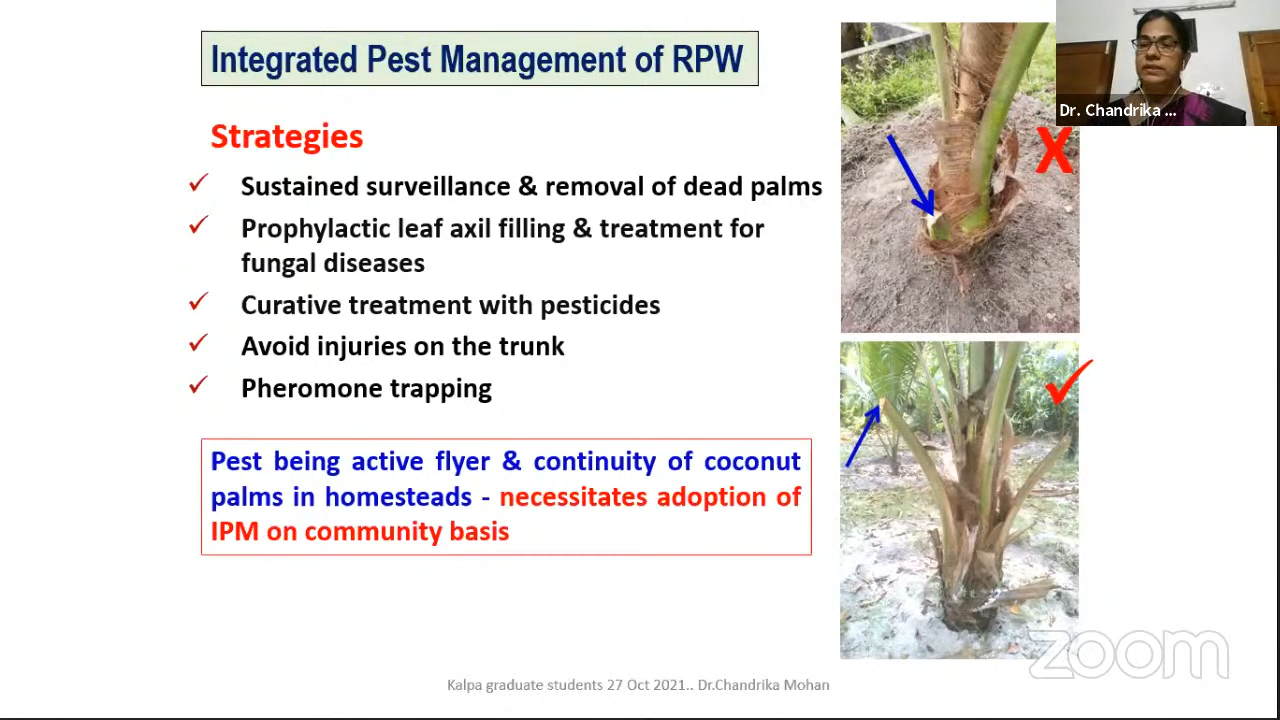 Integrated Pest Management of RPW
Dr. Chandrika ...
Strategies
X
✓ Sustained surveillance & removal of dead palms
✓ Prophylactic leaf axil filling & treatment for
fungal diseases
✓ Curative treatment with pesticides
✓ Avoid injuries on the trunk
✓ Pheromone trapping
Pest being active flyer & continuity of coconut
palms in homesteads - necessitates adoption of
IPM on community basis
zoom
Kalpa graduate students 27 Oct 2021.. Dr.Chandrika Mohan